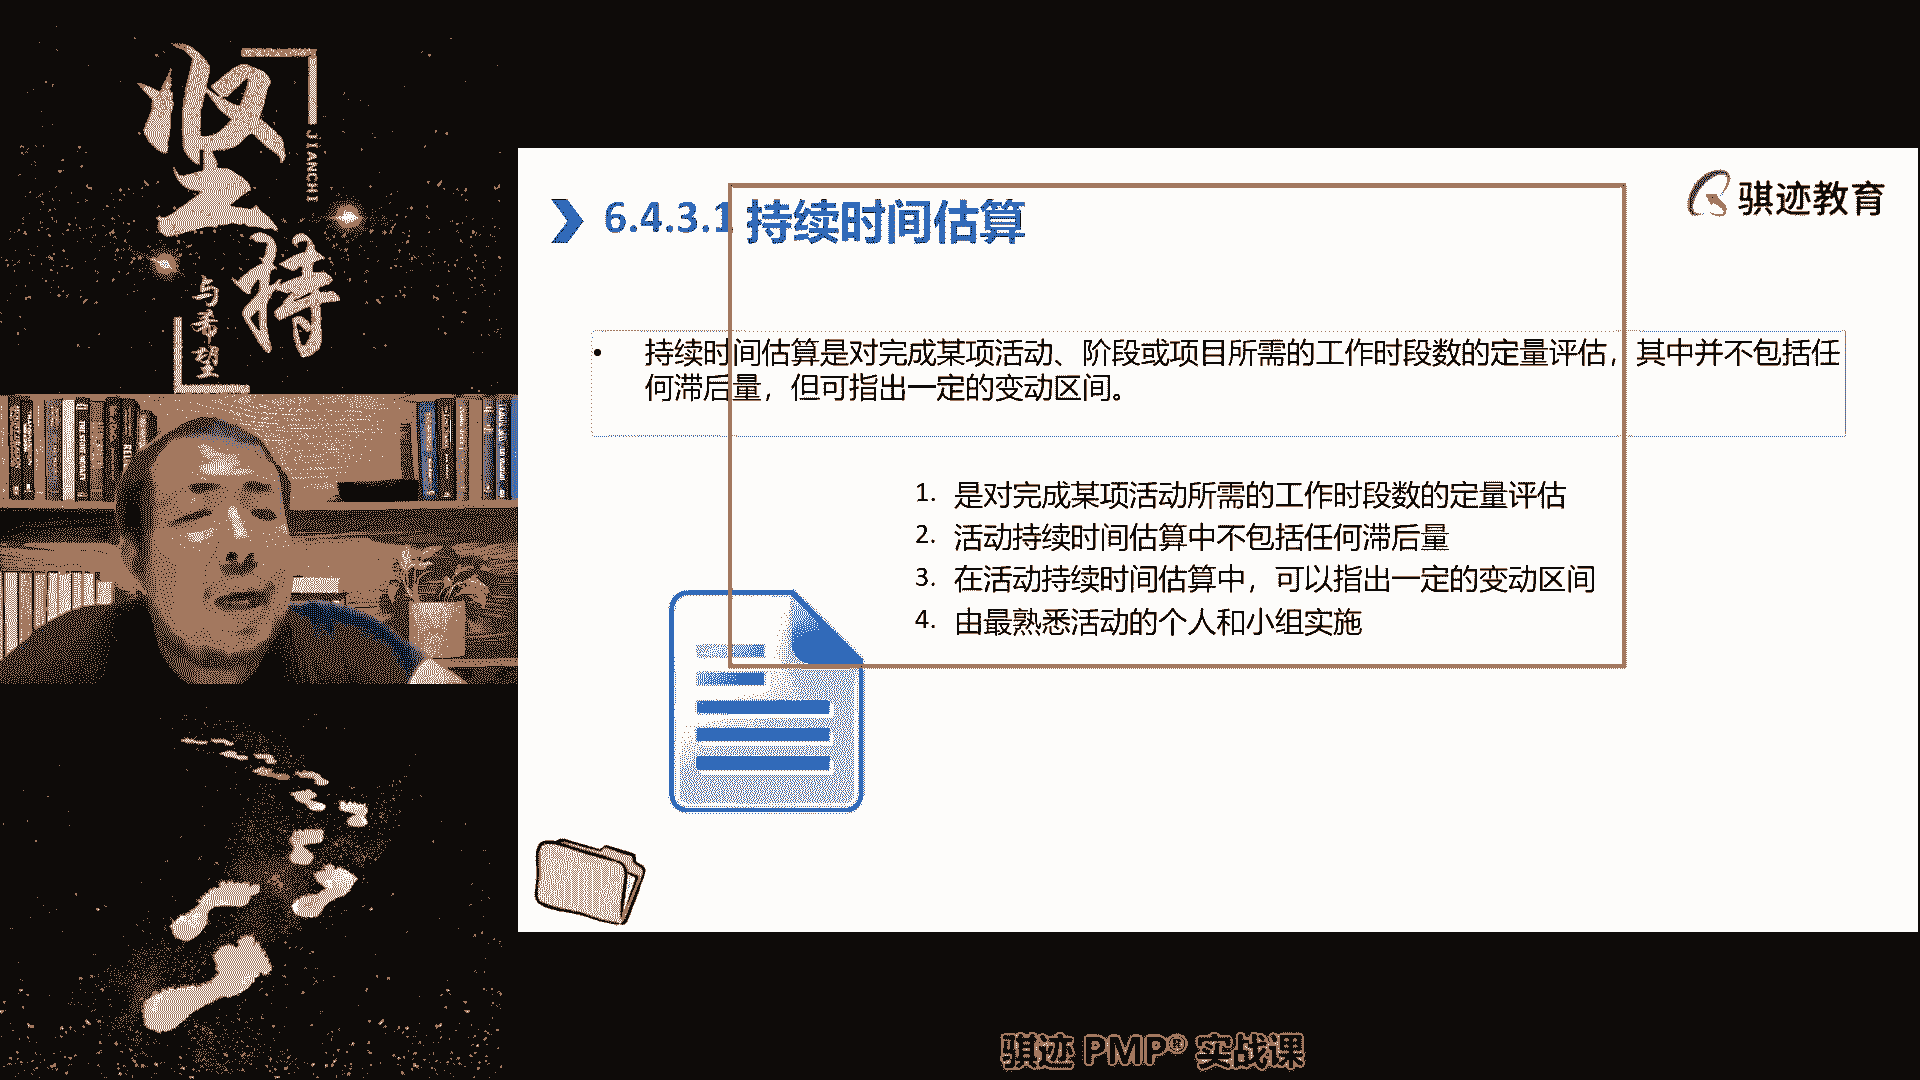 坚持
JIANCHI
与希望
骐迹教育
6.4.3.1 持续时间估算
• 持续时间估算是对完成某项活动、阶段或项目所需的工作时段数的定量评估，其中并不包括任
何滞后量，但可指出一定的变动区间。
1. 是对完成某项活动所需的工作时段数的定量评估
2. 活动持续时间估算中不包括任何滞后量
3. 在活动持续时间估算中，可以指出一定的变动区间
4. 由最熟悉活动的个人和小组实施
骐迹 PMP® 实战课